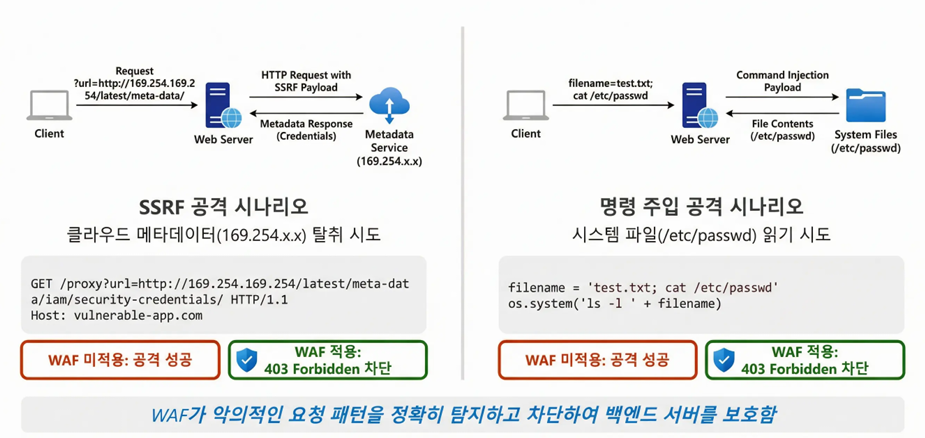 Request
?url=http://169.254.169.2
54/latest/meta-data/
HTTP Request with
SSRF Payload
Metadata Response
(Credentials)
Client
Web Server
Metadata
Service
(169.254.x.x)
SSRF 공격 시나리오
클라우드 메타데이터(169.254.x.x) 탈취 시도
GET /proxy?url=http://169.254.169.254/latest/meta-dat
a/iam/security-credentials/ HTTP/1.1
Host: vulnerable-app.com
WAF 미적용: 공격 성공
WAF 적용:
403 Forbidden 차단
filename=test.txt;
cat /etc/passwd
Command Injection
Payload
File Contents
(/etc/passwd)
Client
Web Server
System Files
(/etc/passwd)
명령 주입 공격 시나리오
시스템 파일(/etc/passwd) 읽기 시도
filename = 'test.txt; cat /etc/passwd'
os.system('ls -l ' + filename)
WAF 미적용: 공격 성공
WAF 적용:
403 Forbidden 차단
WAF가 악의적인 요청 패턴을 정확히 탐지하고 차단하여 백엔드 서버를 보호함